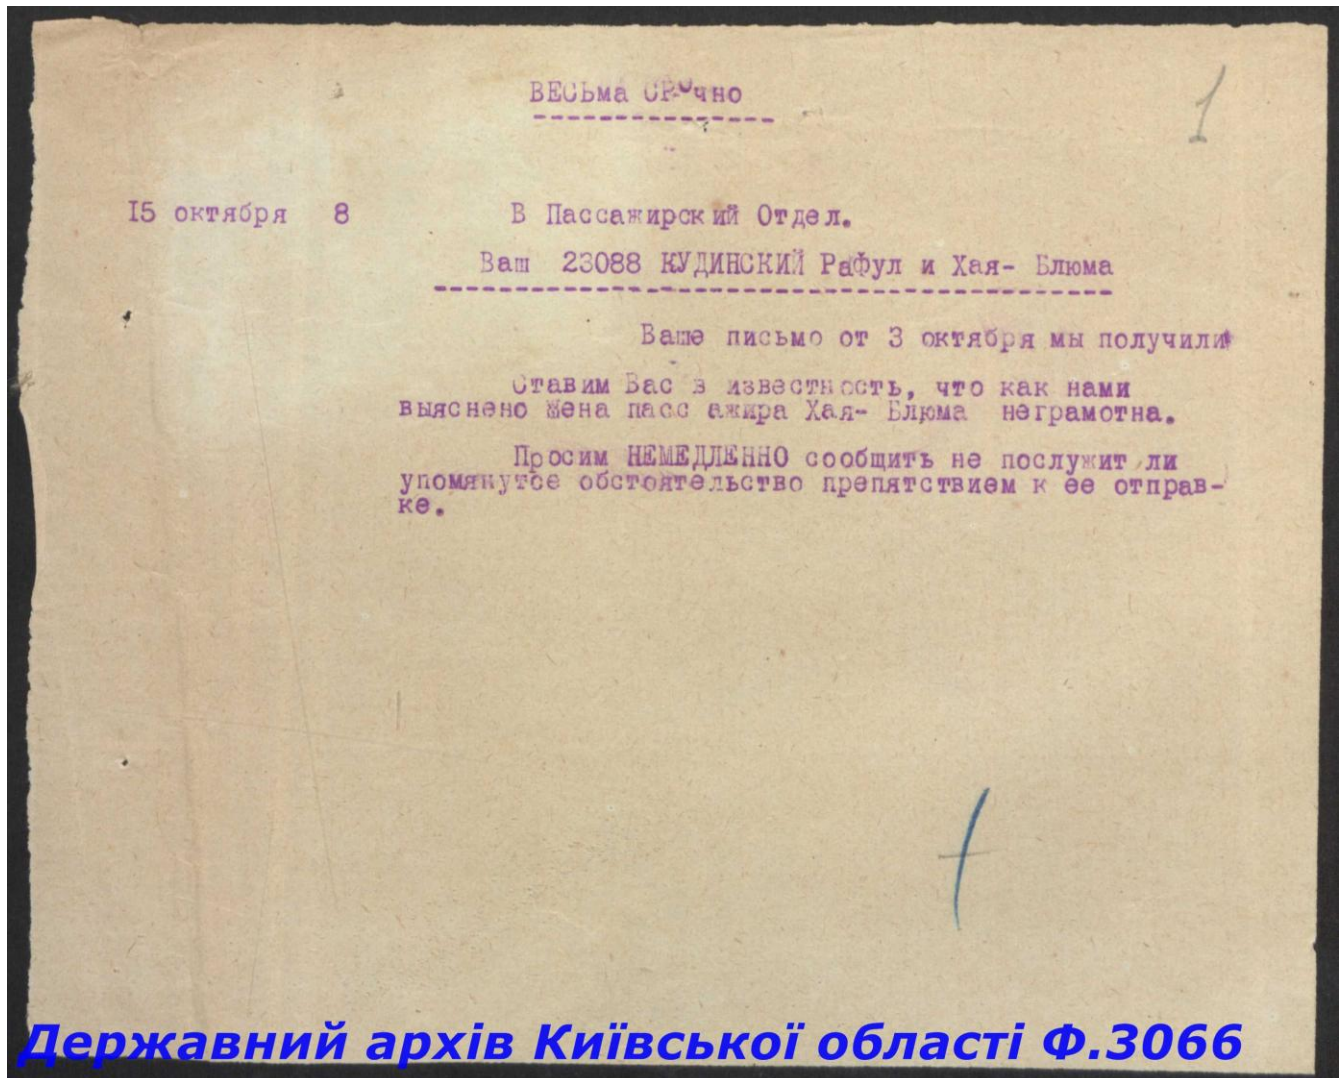 ВЕСЬма СРОчно
1
I5 октября 8 В Пассажирский Отдел.
Ваш 23088 КУДИНСКИЙ Рафул и Хая- Блюма
Ваше письмо от 3 октября мы получили
Ставим Вас в известность, что как нами
выяснено жена пассажира Хая- Блюма неграмотна.
Просим НЕМЕДЛЕННО сообщить не послужит ли
упомянутое обстоятельство препятствием к ее отправ-
ке.
Державний архів Київської області Ф.3066